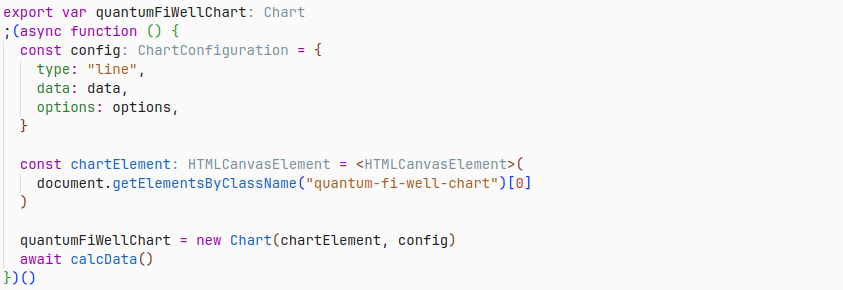 export var quantumFiWellChart: Chart
;(async function () {
  const config: ChartConfiguration = {
    type: "line",
    data: data,
    options: options,
  }

  const chartElement: HTMLCanvasElement = <HTMLCanvasElement>(
    document.getElementsByClassName("quantum-fi-well-chart")[0]
  )

  quantumFiWellChart = new Chart(chartElement, config)
  await calcData()
})()